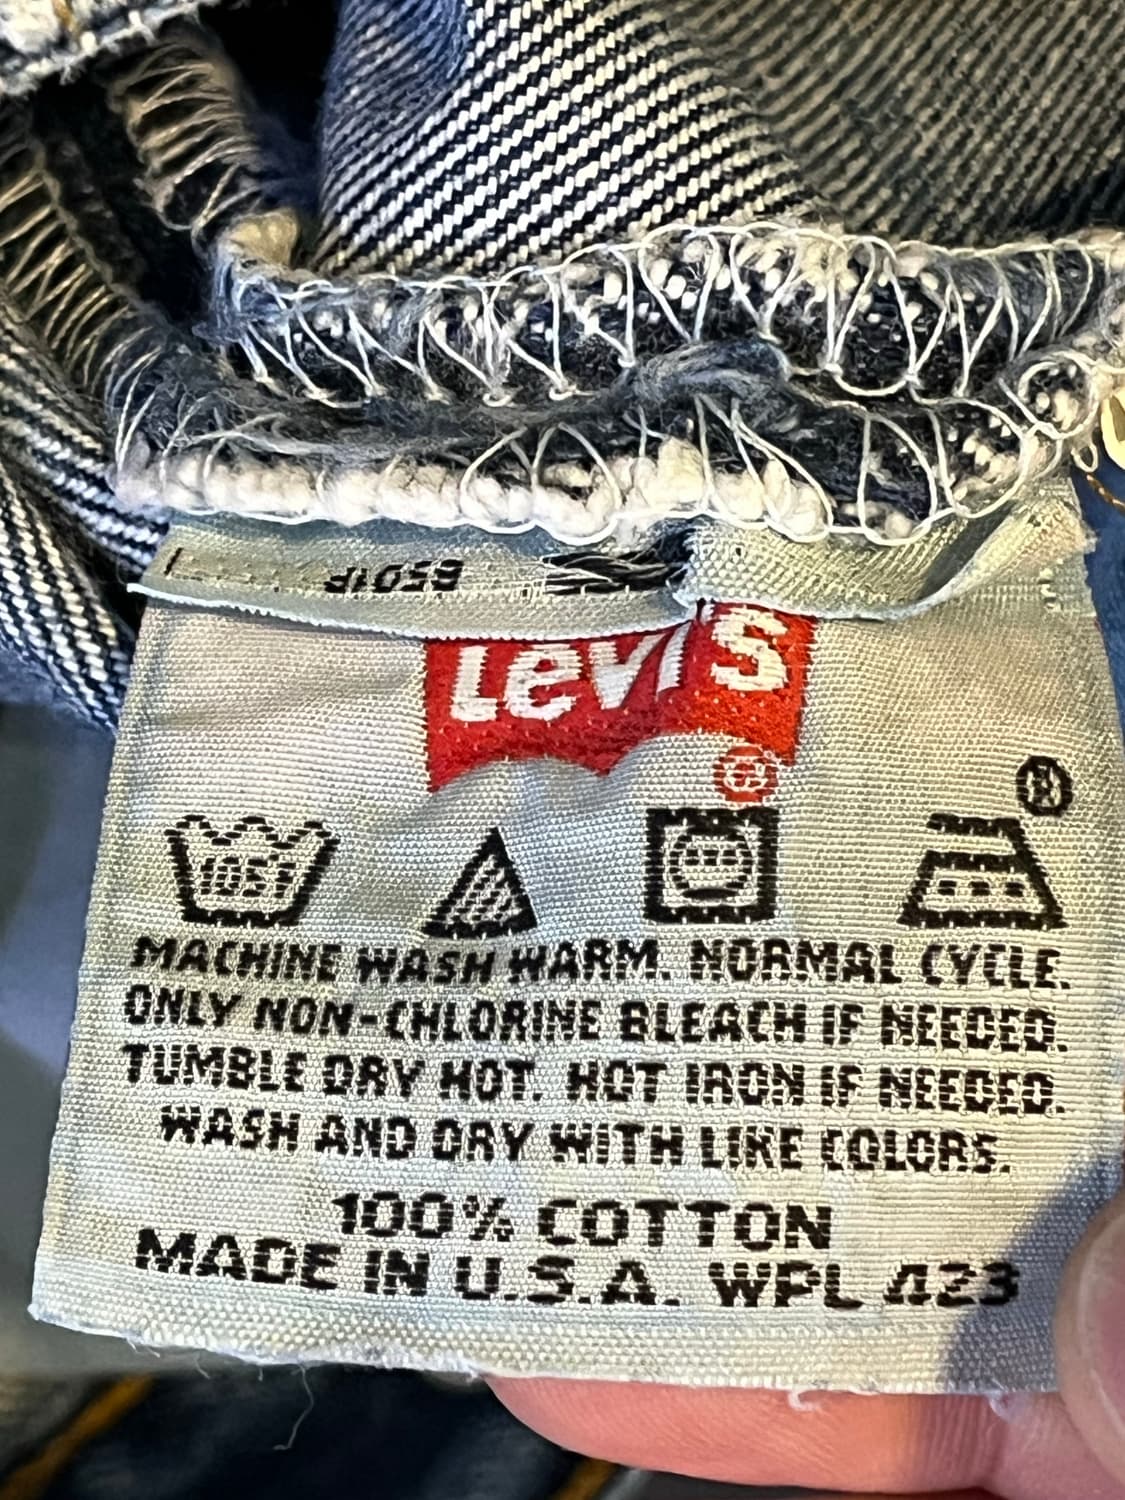 Levi's
®
®
105°F
MACHINE WASH WARM. NORMAL CYCLE.
ONLY NON-CHLORINE BLEACH IF NEEDED.
TUMBLE DRY HOT. HOT IRON IF NEEDED.
WASH AND DRY WITH LIKE COLORS.
100% COTTON
MADE IN U.S.A. WPL 423